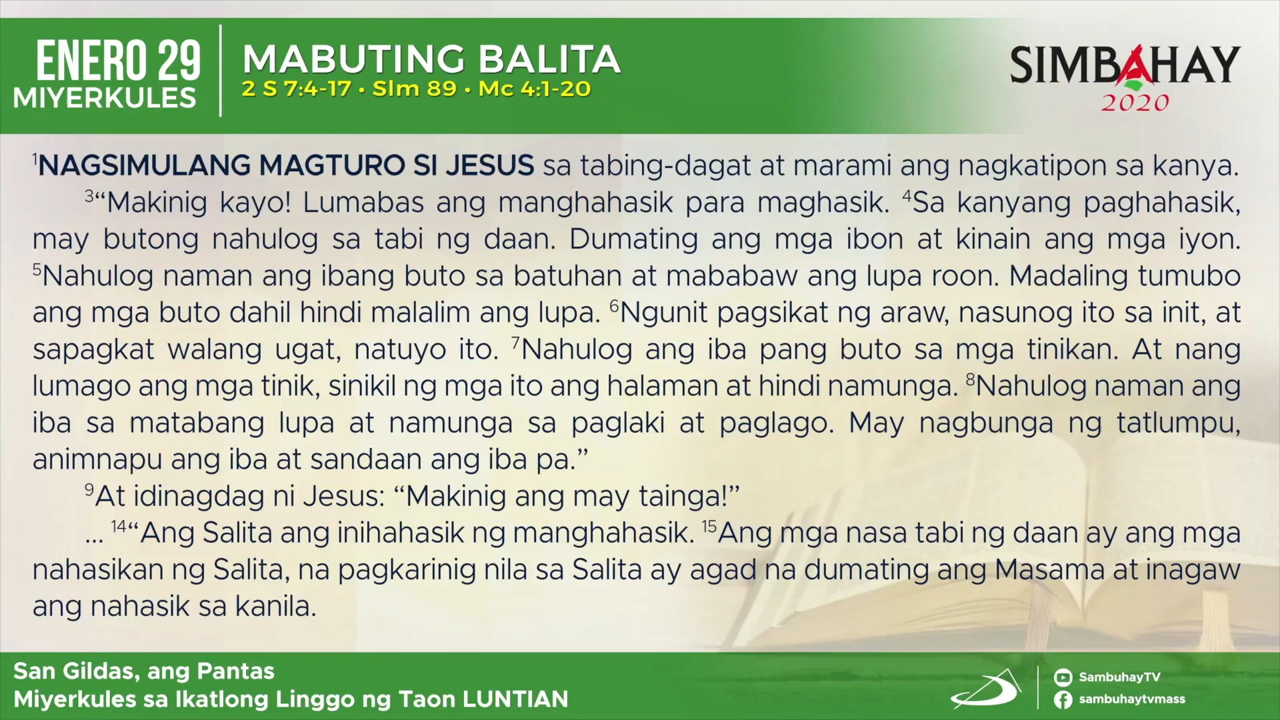 ENERO 29
MIYERKULES
MABUTING BALITA
2 S 7:4-17 • Slm 89 • Mc 4:1-20
SIMBAHAY
2020
¹NAGSIMULANG MAGTURO SI JESUS sa tabing-dagat at marami ang nagkatipon sa kanya.
³“Makinig kayo! Lumabas ang manghahasik para maghasik. ⁴Sa kanyang paghahasik,
may butong nahulog sa tabi ng daan. Dumating ang mga ibon at kinain ang mga iyon.
⁵Nahulog naman ang ibang buto sa batuhan at mababaw ang lupa roon. Madaling tumubo
ang mga buto dahil hindi malalim ang lupa. ⁶Ngunit pagsikat ng araw, nasunog ito sa init, at
sapagkat walang ugat, natuyo ito. ⁷Nahulog ang iba pang buto sa mga tinikan. At nang
lumago ang mga tinik, sinikil ng mga ito ang halaman at hindi namunga. ⁸Nahulog naman ang
iba sa matabang lupa at namunga sa paglaki at paglago. May nagbunga ng tatlumpu,
animnapu ang iba at sandaan ang iba pa.”
⁹At idinagdag ni Jesus: “Makinig ang may tainga!”
... ¹⁴“Ang Salita ang inihahasik ng manghahasik. ¹⁵Ang mga nasa tabi ng daan ay ang mga
nahasikan ng Salita, na pagkarinig nila sa Salita ay agad na dumating ang Masama at inagaw
ang nahasik sa kanila.
San Gildas, ang Pantas
Miyerkules sa Ikatlong Linggo ng Taon LUNTIAN
SambuhayTV
sambuhaytvmass